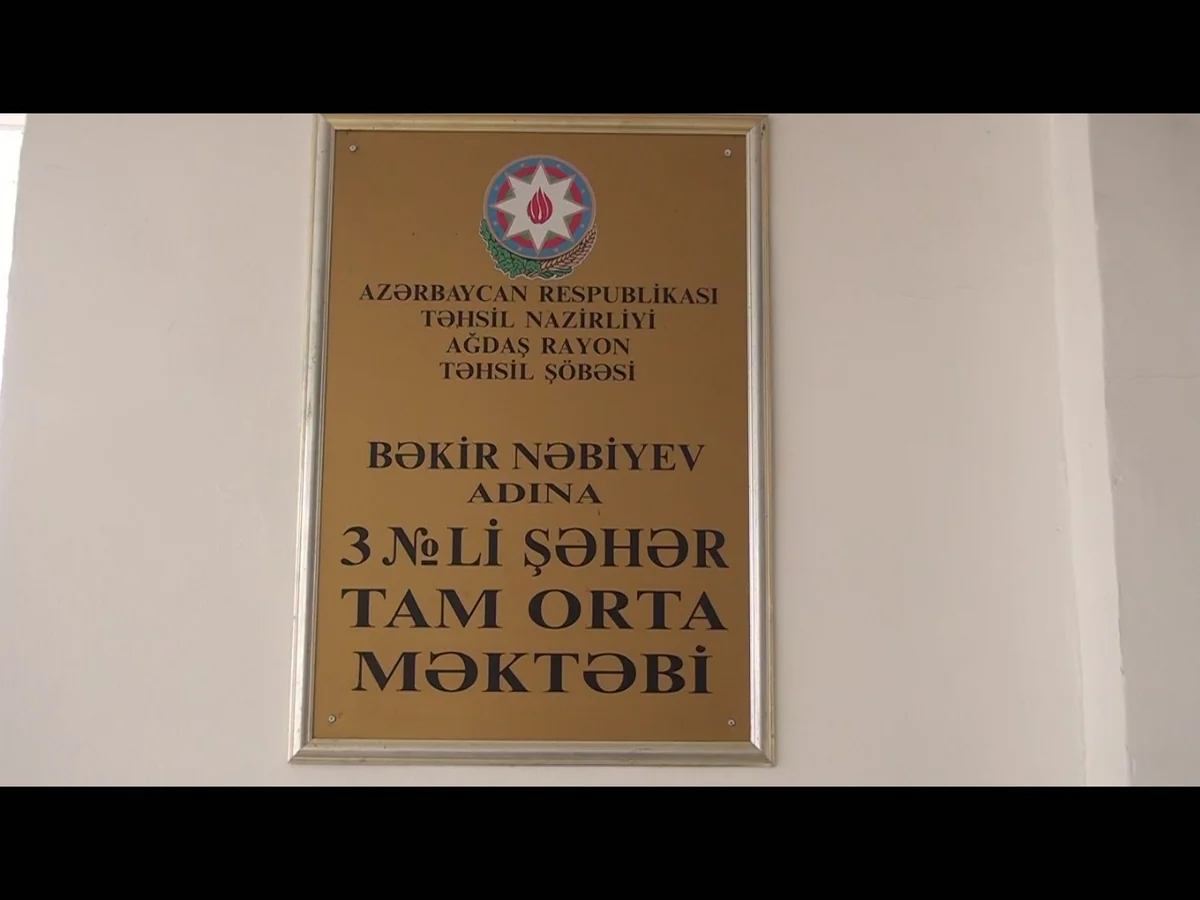 AZƏRBAYCAN RESPUBLİKASI
TƏHSİL NAZİRLİYİ
AĞDAŞ RAYON
TƏHSİL ŞÖBƏSİ
BƏKİR NƏBİYEV
ADINA
3 №Lİ ŞƏHƏR
TAM ORTA
MƏKTƏBİ